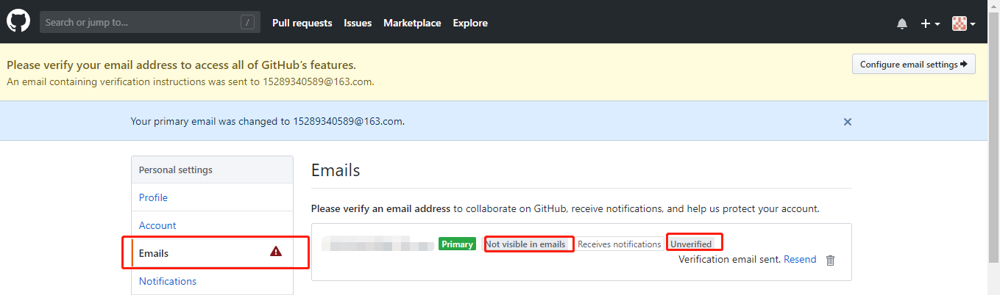 Search or jump to... / Pull requests Issues Marketplace Explore
Please verify your email address to access all of GitHub's features.
An email containing verification instructions was sent to 15289340589@163.com.
Configure email settings
Your primary email was changed to 15289340589@163.com.
Personal settings
Profile
Account
Emails
Notifications
Emails
Please verify an email address to collaborate on GitHub, receive notifications, and help us protect your account.
Primary Not visible in emails Receives notifications Unverified
Verification email sent. Resend